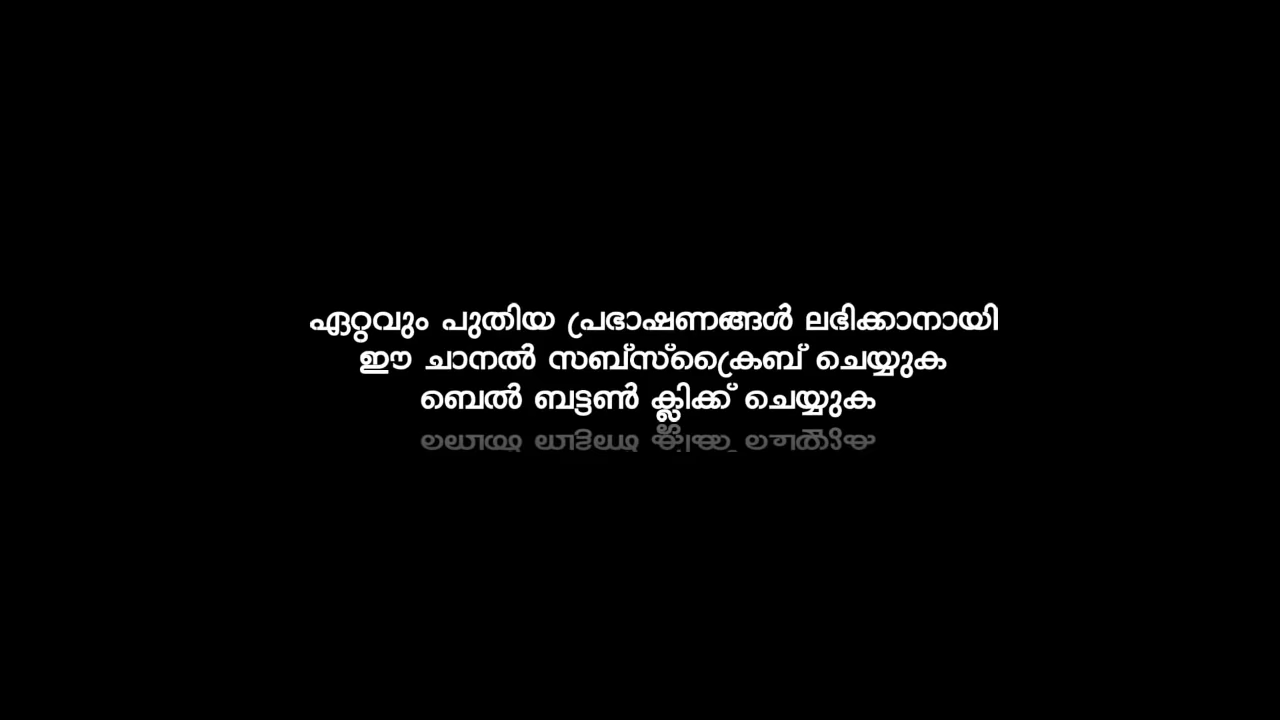 ഏറ്റവും പുതിയ പ്രഭാഷണങ്ങൾ ലഭിക്കാനായി
ഈ ചാനൽ സബ്സ്ക്രൈബ് ചെയ്യുക
ബെൽ ബട്ടൺ ക്ലിക്ക് ചെയ്യുക